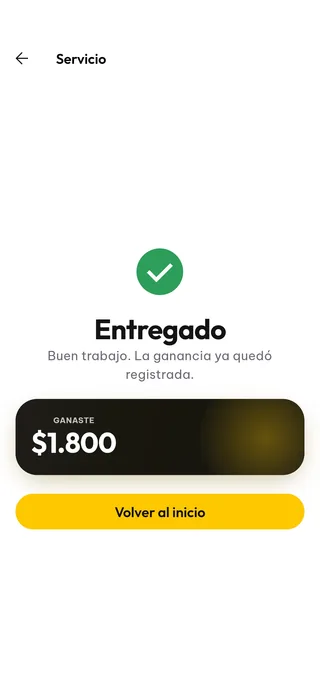 Servicio
Entregado
Buen trabajo. La ganancia ya quedó
registrada.
GANASTE
$1.800
Volver al inicio